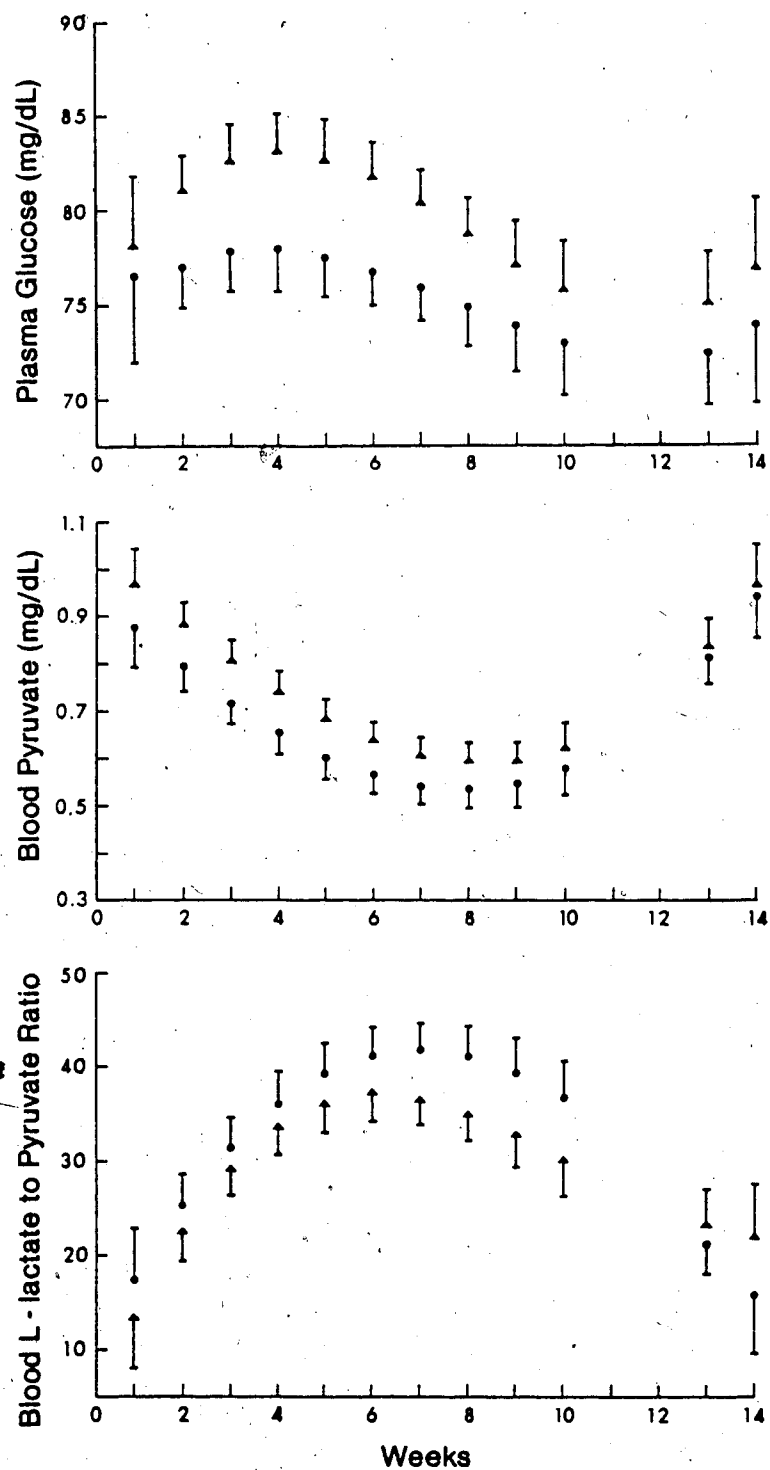 Plasma Glucose (mg/dL)
90
85
80
75
70
0 2 4 6 8 10 12 14
Blood Pyruvate (mg/dL)
1.1
0.9
0.7
0.5
0.3
0 2 4 6 8 10 12 14
Blood L - lactate to Pyruvate Ratio
50
40
30
20
10
0 2 4 6 8 10 12 14
Weeks